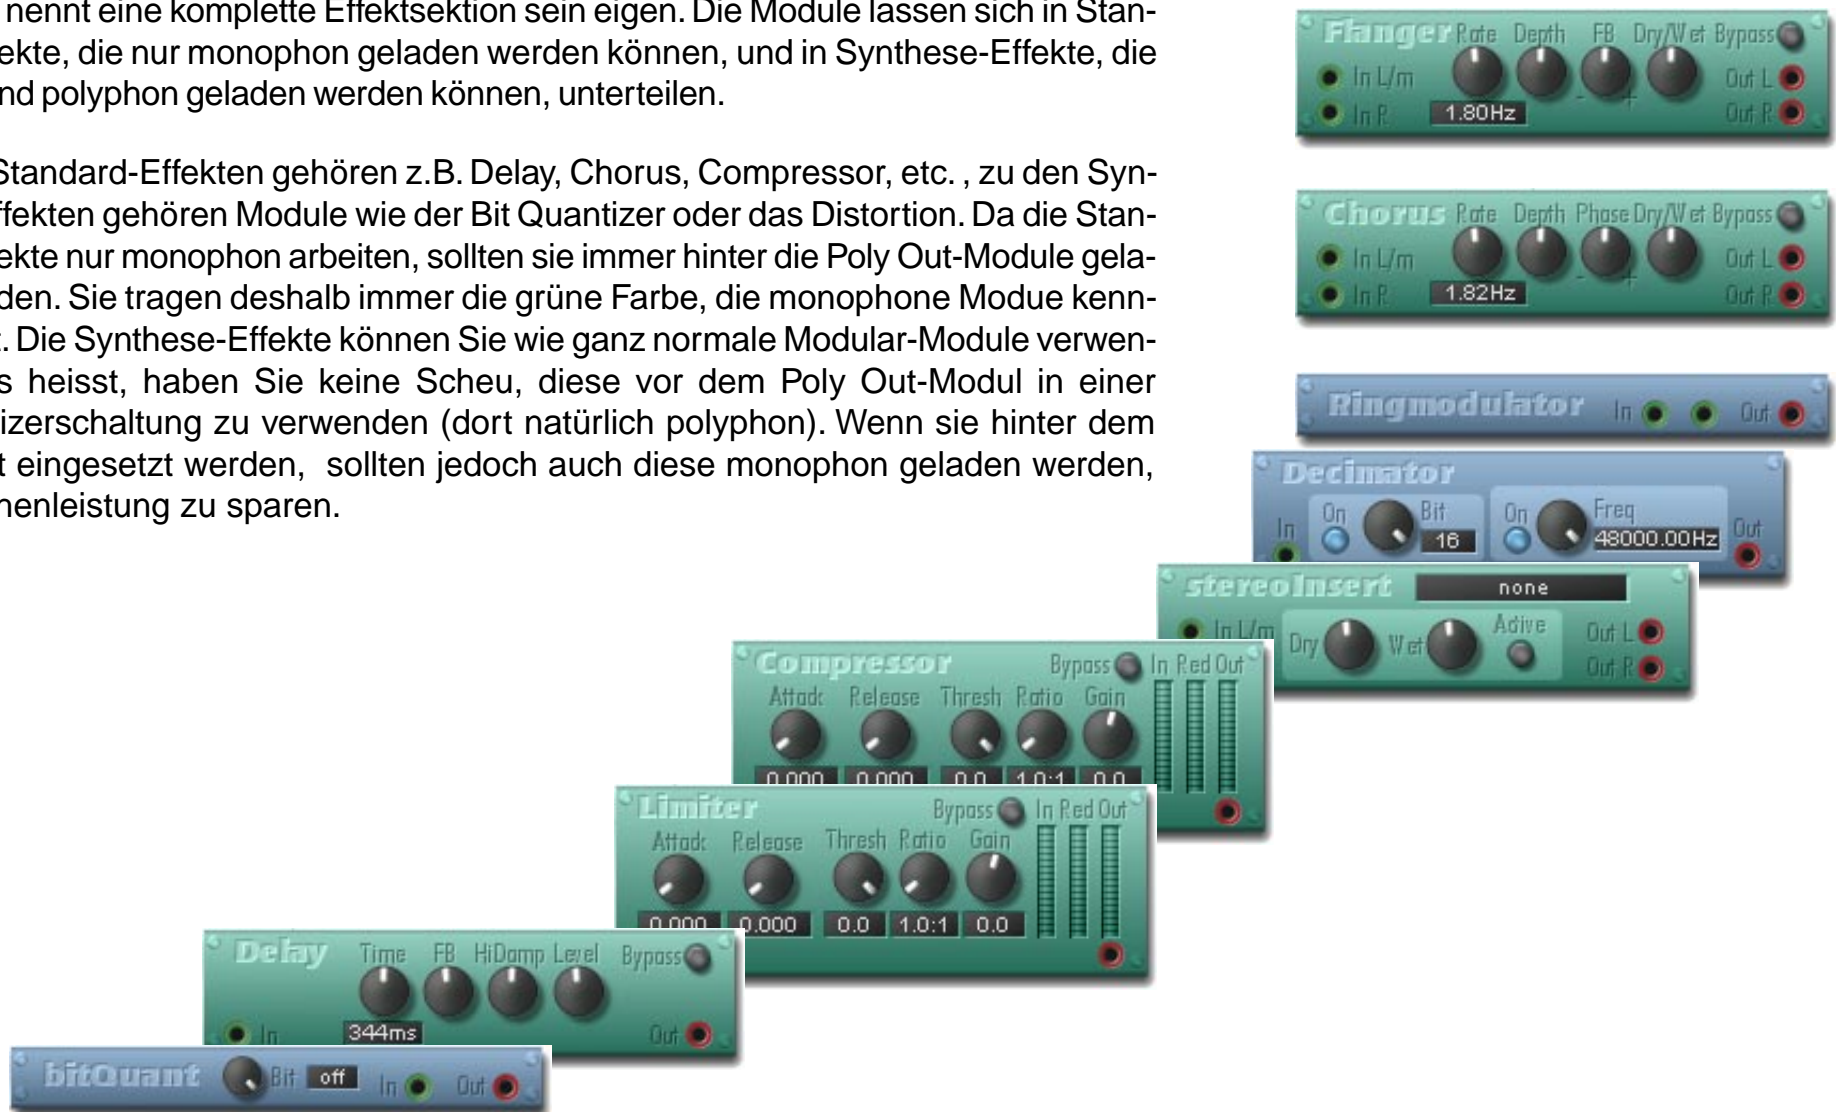 nennt eine komplette Effektsektion sein eigen. Die Module lassen sich in Stan-
ekte, die nur monophon geladen werden können, und in Synthese-Effekte, die
nd polyphon geladen werden können, unterteilen.
Standard-Effekten gehören z.B. Delay, Chorus, Compressor, etc. , zu den Syn-
ffekten gehören Module wie der Bit Quantizer oder das Distortion. Da die Stan-
ekte nur monophon arbeiten, sollten sie immer hinter die Poly Out-Module gela-
den. Sie tragen deshalb immer die grüne Farbe, die monophone Modue kenn-
t. Die Synthese-Effekte können Sie wie ganz normale Modular-Module verwen-
s heisst, haben Sie keine Scheu, diese vor dem Poly Out-Modul in einer
izerschaltung zu verwenden (dort natürlich polyphon). Wenn sie hinter dem
t eingesetzt werden, sollten jedoch auch diese monophon geladen werden,
nenleistung zu sparen.
Flanger Rate Depth FB Dry/Wet Bypass
In L/m Out L
- +
In R 1.80Hz Out R
Chorus Rate Depth Phase Dry/Wet Bypass
In L/m Out L
- +
In R 1.82Hz Out R
Ringmodulator In Out
Decimator
In On Bit On Freq Out
16 48000.00Hz
stereoInsert none
In L/m Dry Wet Active Out L
Out R
Compressor Bypass In Red Out
Attack Release Thresh Ratio Gain
0.000 0.000 0.0 1.0:1 0.0
Limiter Bypass In Red Out
Attack Release Thresh Ratio Gain
0.000 0.000 0.0 1.0:1 0.0
Delay Time FB HiDamp Level Bypass
In 344ms Out
bitQuant Bit off In Out